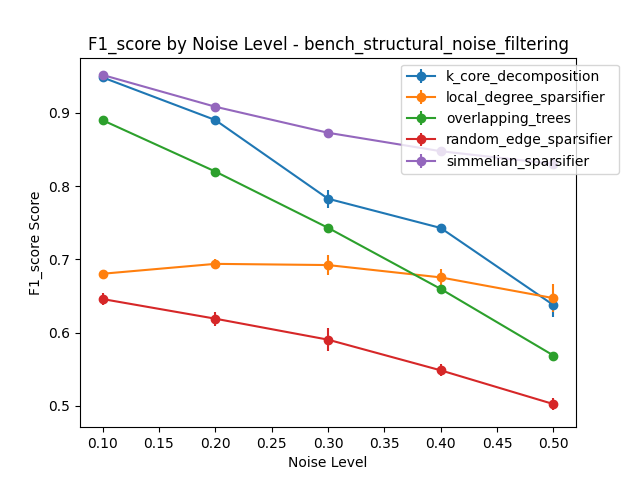 F1_score by Noise Level - bench_structural_noise_filtering
k_core_decomposition
local_degree_sparsifier
overlapping_trees
random_edge_sparsifier
simmelian_sparsifier
F1_score Score
0.9
0.8
0.7
0.6
0.5
0.10 0.15 0.20 0.25 0.30 0.35 0.40 0.45 0.50
Noise Level